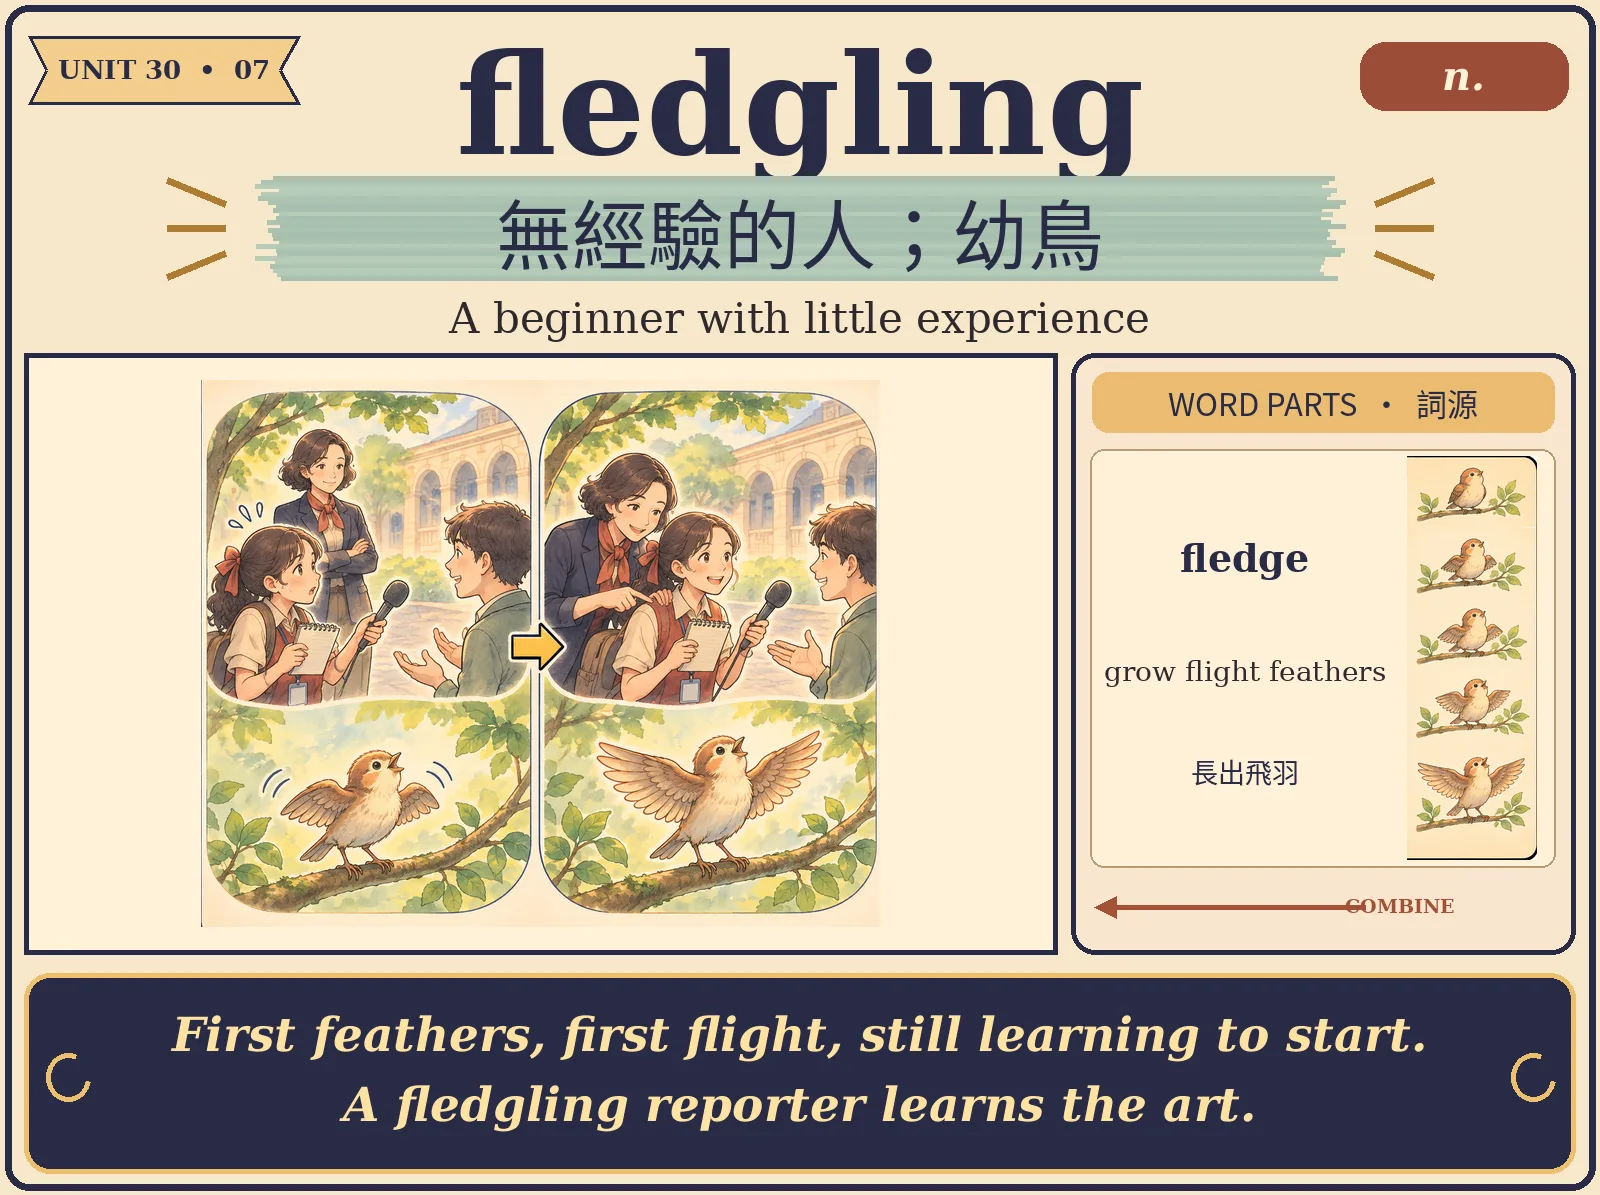 UNIT 30 • 07
fledgling
n.
無經驗的人；幼鳥
A beginner with little experience
WORD PARTS • 詞源
fledge
grow flight feathers
長出飛羽
COMBINE
First feathers, first flight, still learning to start.
A fledgling reporter learns the art.